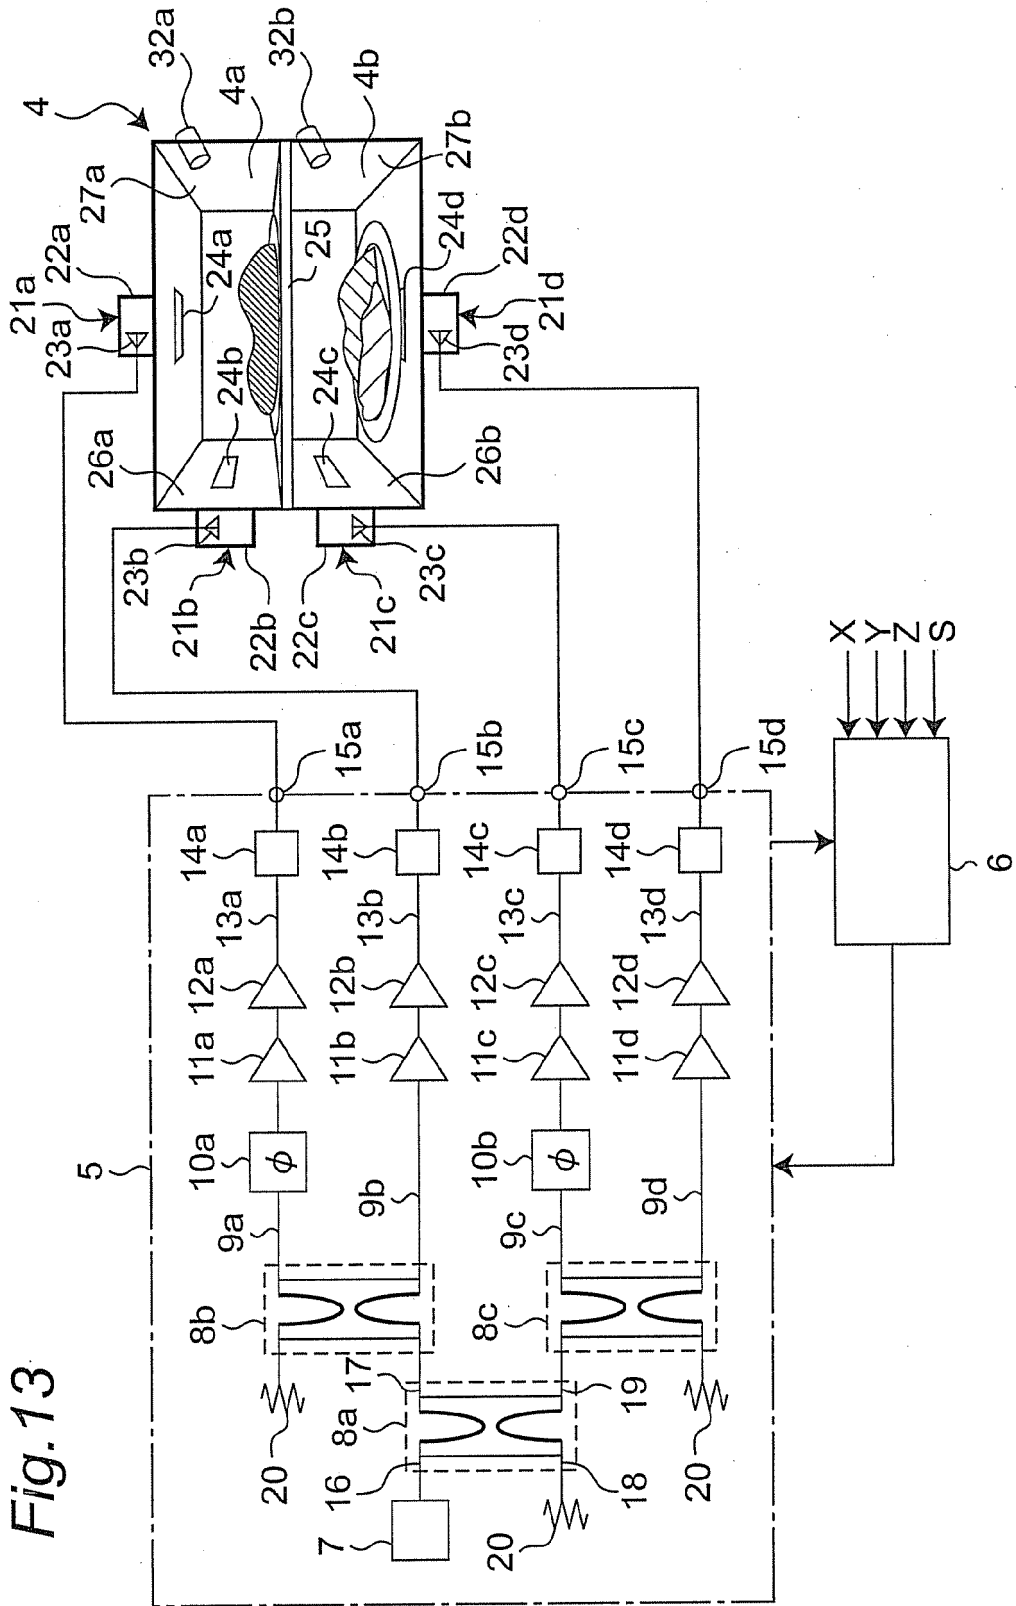 Fig.13
5
7
16
17
8a
18
19
20
20
20
8b
8c
9a
9b
9c
9d
10a
ϕ
10b
ϕ
11a
11b
11c
11d
12a
12b
12c
12d
13a
13b
13c
13d
14a
14b
14c
14d
15a
15b
15c
15d
6
X
Y
Z
S
4
4a
4b
21a
22a
23a
24a
21b
22b
23b
24b
21c
22c
23c
24c
21d
22d
23d
24d
25
26a
26b
27a
27b
32a
32b